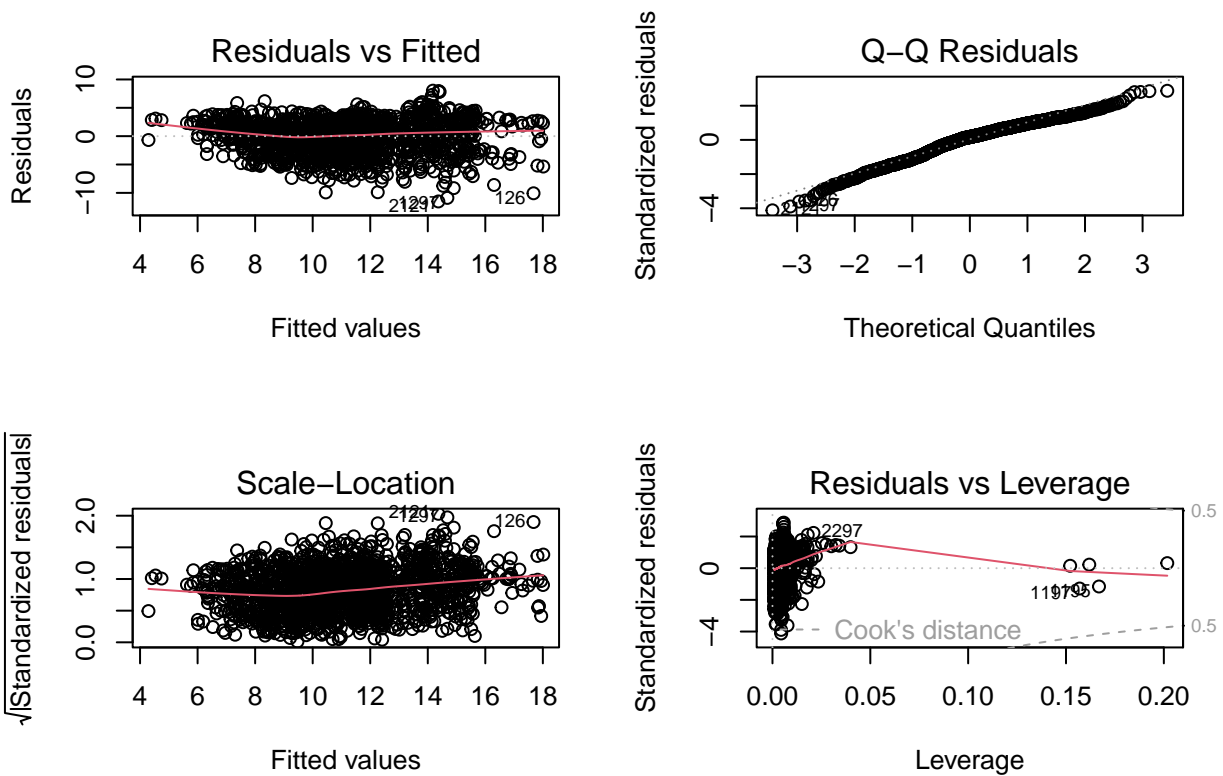 Residuals vs Fitted
Residuals
10
0
−10
4 6 8 10 12 14 16 18
Fitted values
1297
2121
126
Q−Q Residuals
Standardized residuals
0
−4
−3 −2 −1 0 1 2 3
Theoretical Quantiles
Scale−Location
√|Standardized residuals|
2.0
1.0
0.0
4 6 8 10 12 14 16 18
Fitted values
1297
126
Residuals vs Leverage
Standardized residuals
0
−4
0.00 0.05 0.10 0.15 0.20
Leverage
Cook's distance
0.5
0.5
2297